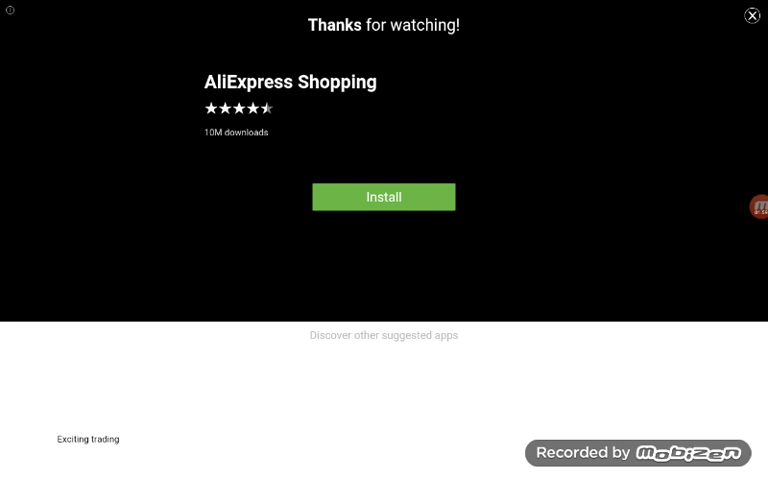 Thanks for watching!
AliExpress Shopping
10M downloads
Install
Discover other suggested apps
Exciting trading
Recorded by mobizen